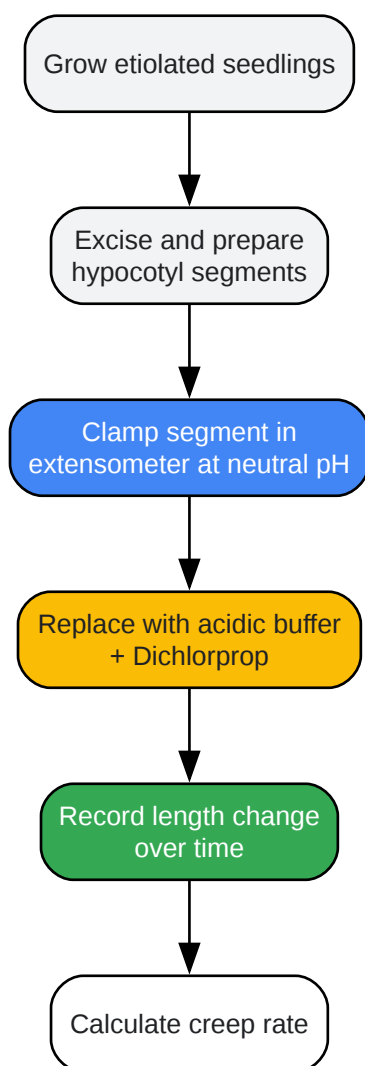 Grow etiolated seedlings
Excise and prepare
hypocotyl segments
Clamp segment in
extensometer at neutral pH
Replace with acidic buffer
+ Dichlorprop
Record length change
over time
Calculate creep rate